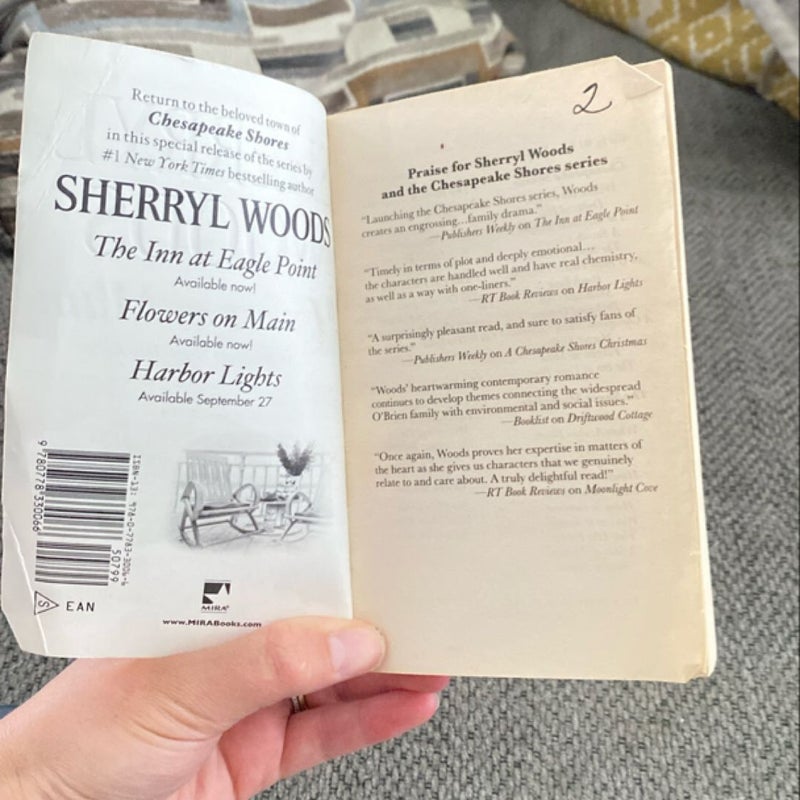 Return to the beloved town of
Chesapeake Shores
in this special release of the series by
#1 New York Times bestselling author
SHERRYL WOODS
The Inn at Eagle Point
Available now!
Flowers on Main
Available now!
Harbor Lights
Available September 27
9780778330066
ISBN-13: 978-0-7783-3006-6
50799
S
EAN
MIRA®
www.MIRABooks.com
2
Praise for Sherryl Woods
and the Chesapeake Shores series
“Launching the Chesapeake Shores series, Woods
creates an engrossing…family drama.”
—Publishers Weekly on The Inn at Eagle Point
“Timely in terms of plot and deeply emotional…
the characters are handled well and have real chemistry,
as well as a way with one-liners.”
—RT Book Reviews on Harbor Lights
“A surprisingly pleasant read, and sure to satisfy fans of
the series.”
—Publishers Weekly on A Chesapeake Shores Christmas
“Woods’ heartwarming contemporary romance
continues to develop themes connecting the widespread
O’Brien family with environmental and social issues.”
—Booklist on Driftwood Cottage
“Once again, Woods proves her expertise in matters of
the heart as she gives us characters that we genuinely
relate to and care about. A truly delightful read!”
—RT Book Reviews on Moonlight Cove